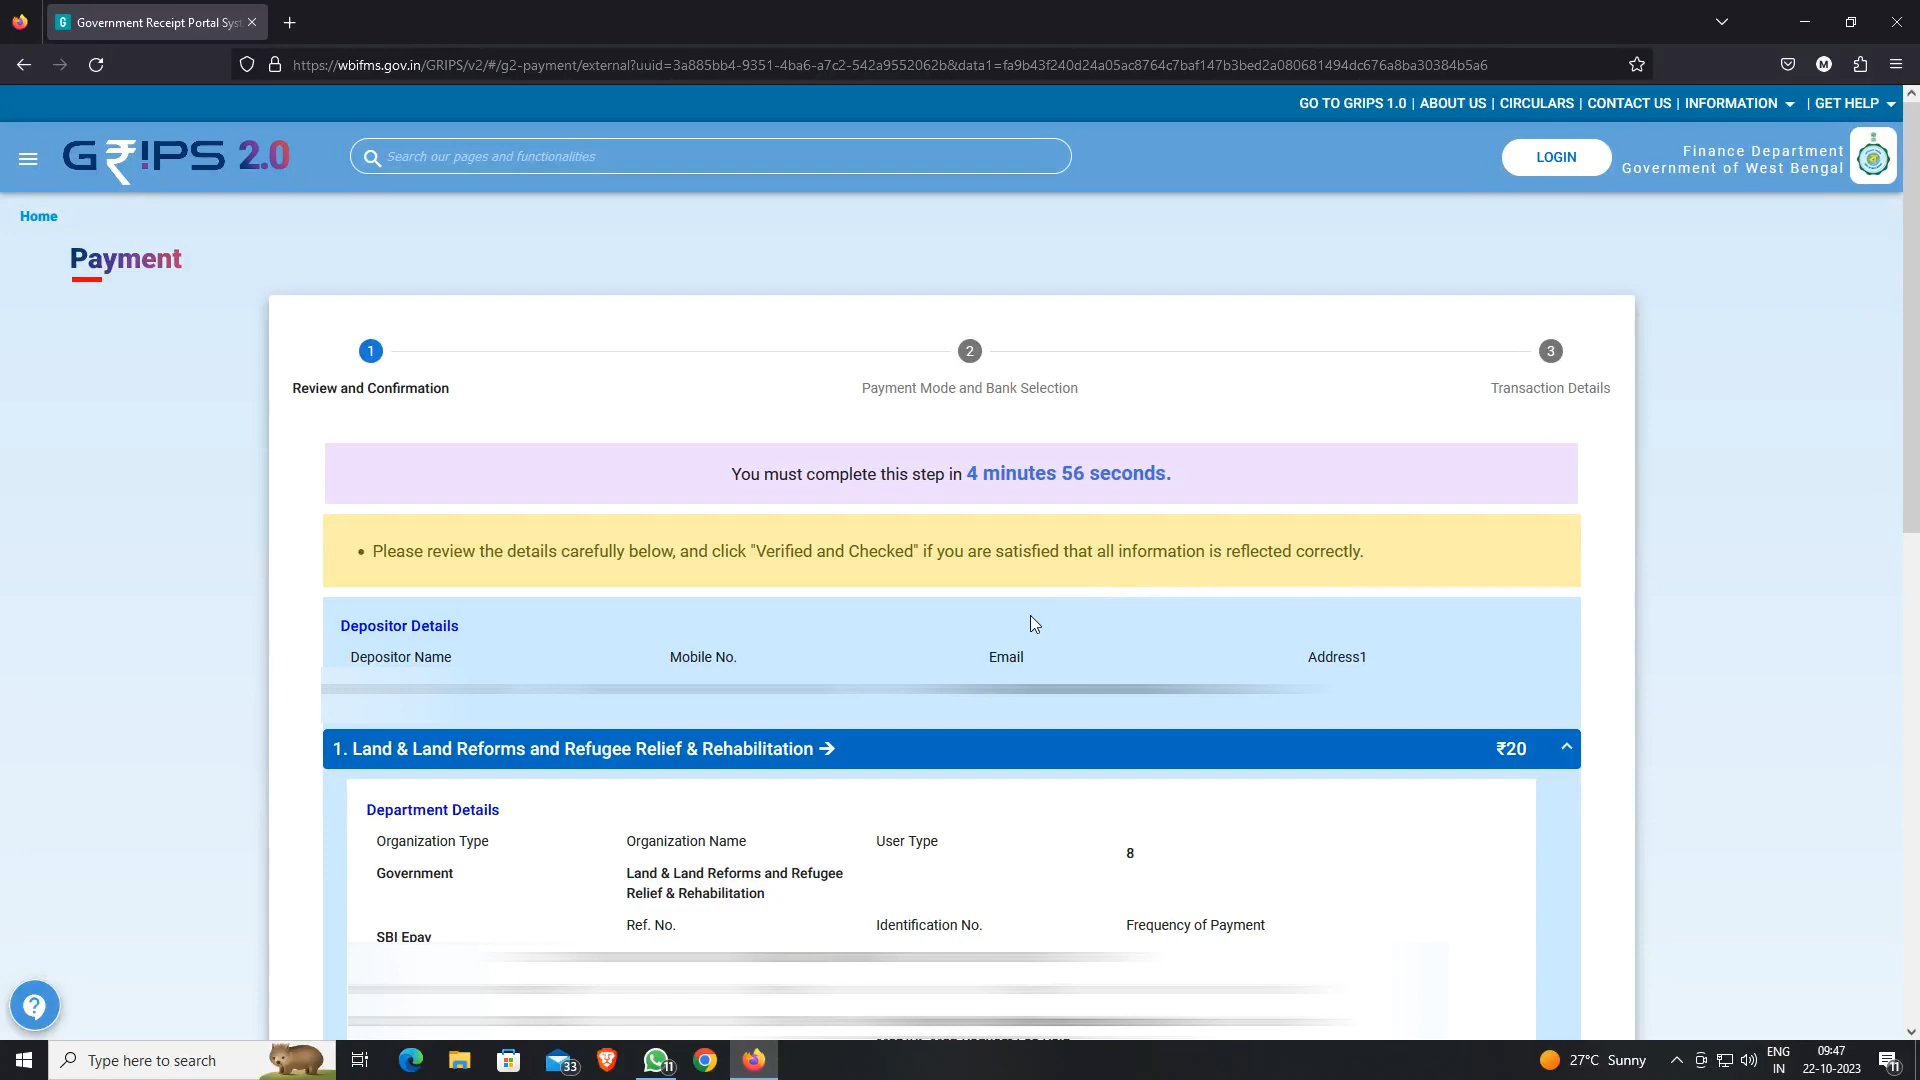 Government Receipt Portal Sys
https://wbifms.gov.in/GRIPS/v2/#/g2-payment/external?uuid=3a885bb4-9351-4ba6-a7c2-542a9552062b&data1=fa9b43f240d24a05ac8764c7baf147b3bed2a080681494dc676a8ba30384b5a6
M
GO TO GRIPS 1.0 | ABOUT US | CIRCULARS | CONTACT US | INFORMATION | GET HELP
GRIPS 2.0
Search our pages and functionalities
LOGIN
Finance Department
Government of West Bengal
Home
Payment
1 2 3
Review and Confirmation Payment Mode and Bank Selection Transaction Details
You must complete this step in 4 minutes 56 seconds.
• Please review the details carefully below, and click "Verified and Checked" if you are satisfied that all information is reflected correctly.
Depositor Details
Depositor Name Mobile No. Email Address1
1. Land & Land Reforms and Refugee Relief & Rehabilitation → ₹20
Department Details
Organization Type Organization Name User Type
8
Government Land & Land Reforms and Refugee
Relief & Rehabilitation
Ref. No. Identification No. Frequency of Payment
SBI Epay
Type here to search
33
11
27°C Sunny
ENG
IN
09:47
22-10-2023
11